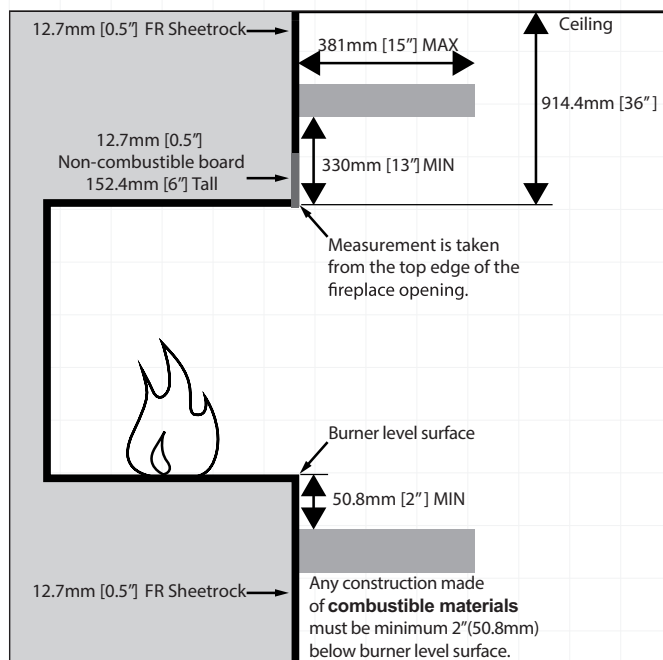 12.7mm [0.5”] FR Sheetrock
Ceiling
381mm [15”] MAX
914.4mm [36”]
12.7mm [0.5”]
Non-combustible board
152.4mm [6”] Tall
330mm [13”] MIN
Measurement is taken
from the top edge of the
fireplace opening.
Burner level surface
50.8mm [2”] MIN
12.7mm [0.5”] FR Sheetrock
Any construction made
of combustible materials
must be minimum 2”(50.8mm)
below burner level surface.